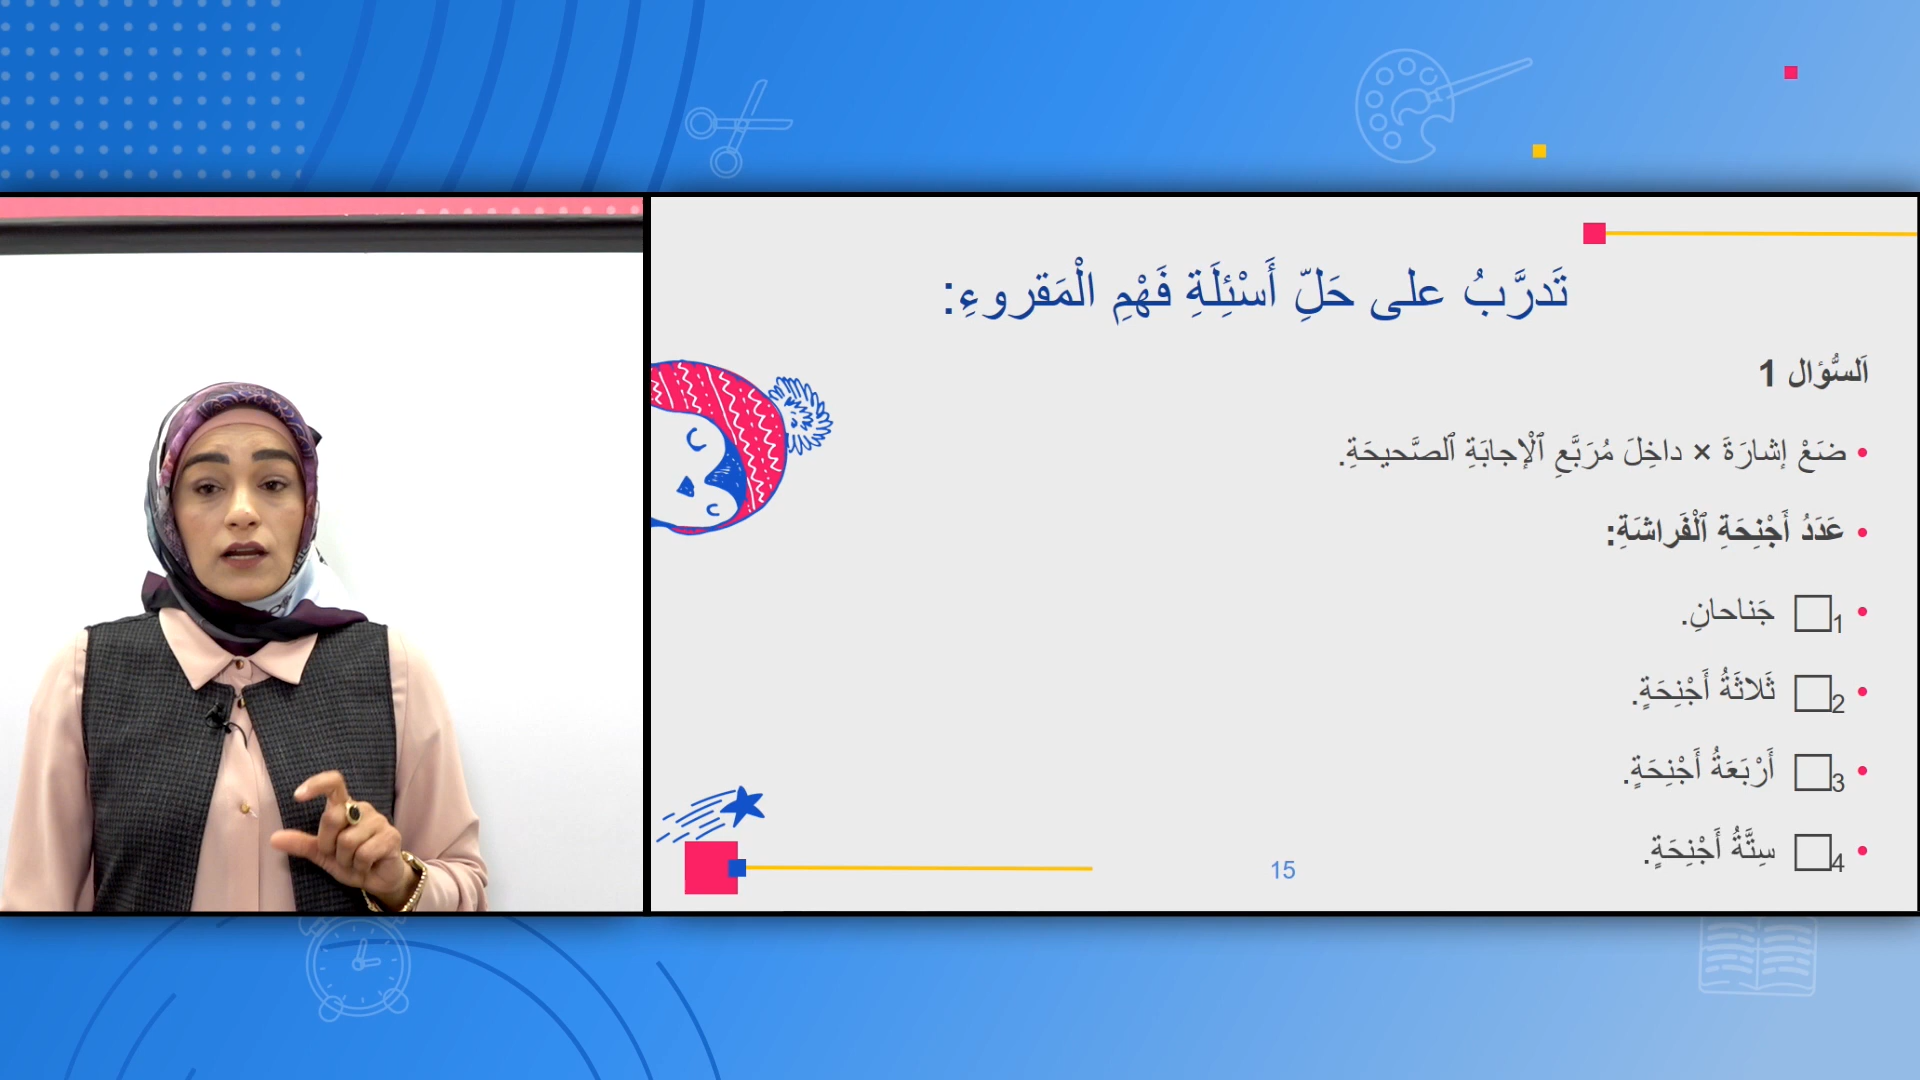 تَدرَّبُ على حَلِّ أَسْئِلَةِ فَهْمِ الْمَقروءِ:
اَلسُّؤال 1
• ضَعْ إشارَةَ × داخِلَ مُرَبَّعِ ٱلْإجابَةِ ٱلصَّحيحَةِ.
• عَدَدُ أَجْنِحَةِ ٱلْفَراشَةِ:
• 1☐ جَناحانِ.
• 2☐ ثَلاثَةُ أَجْنِحَةٍ.
• 3☐ أَرْبَعَةُ أَجْنِحَةٍ.
• 4☐ سِتَّةُ أَجْنِحَةٍ.
15